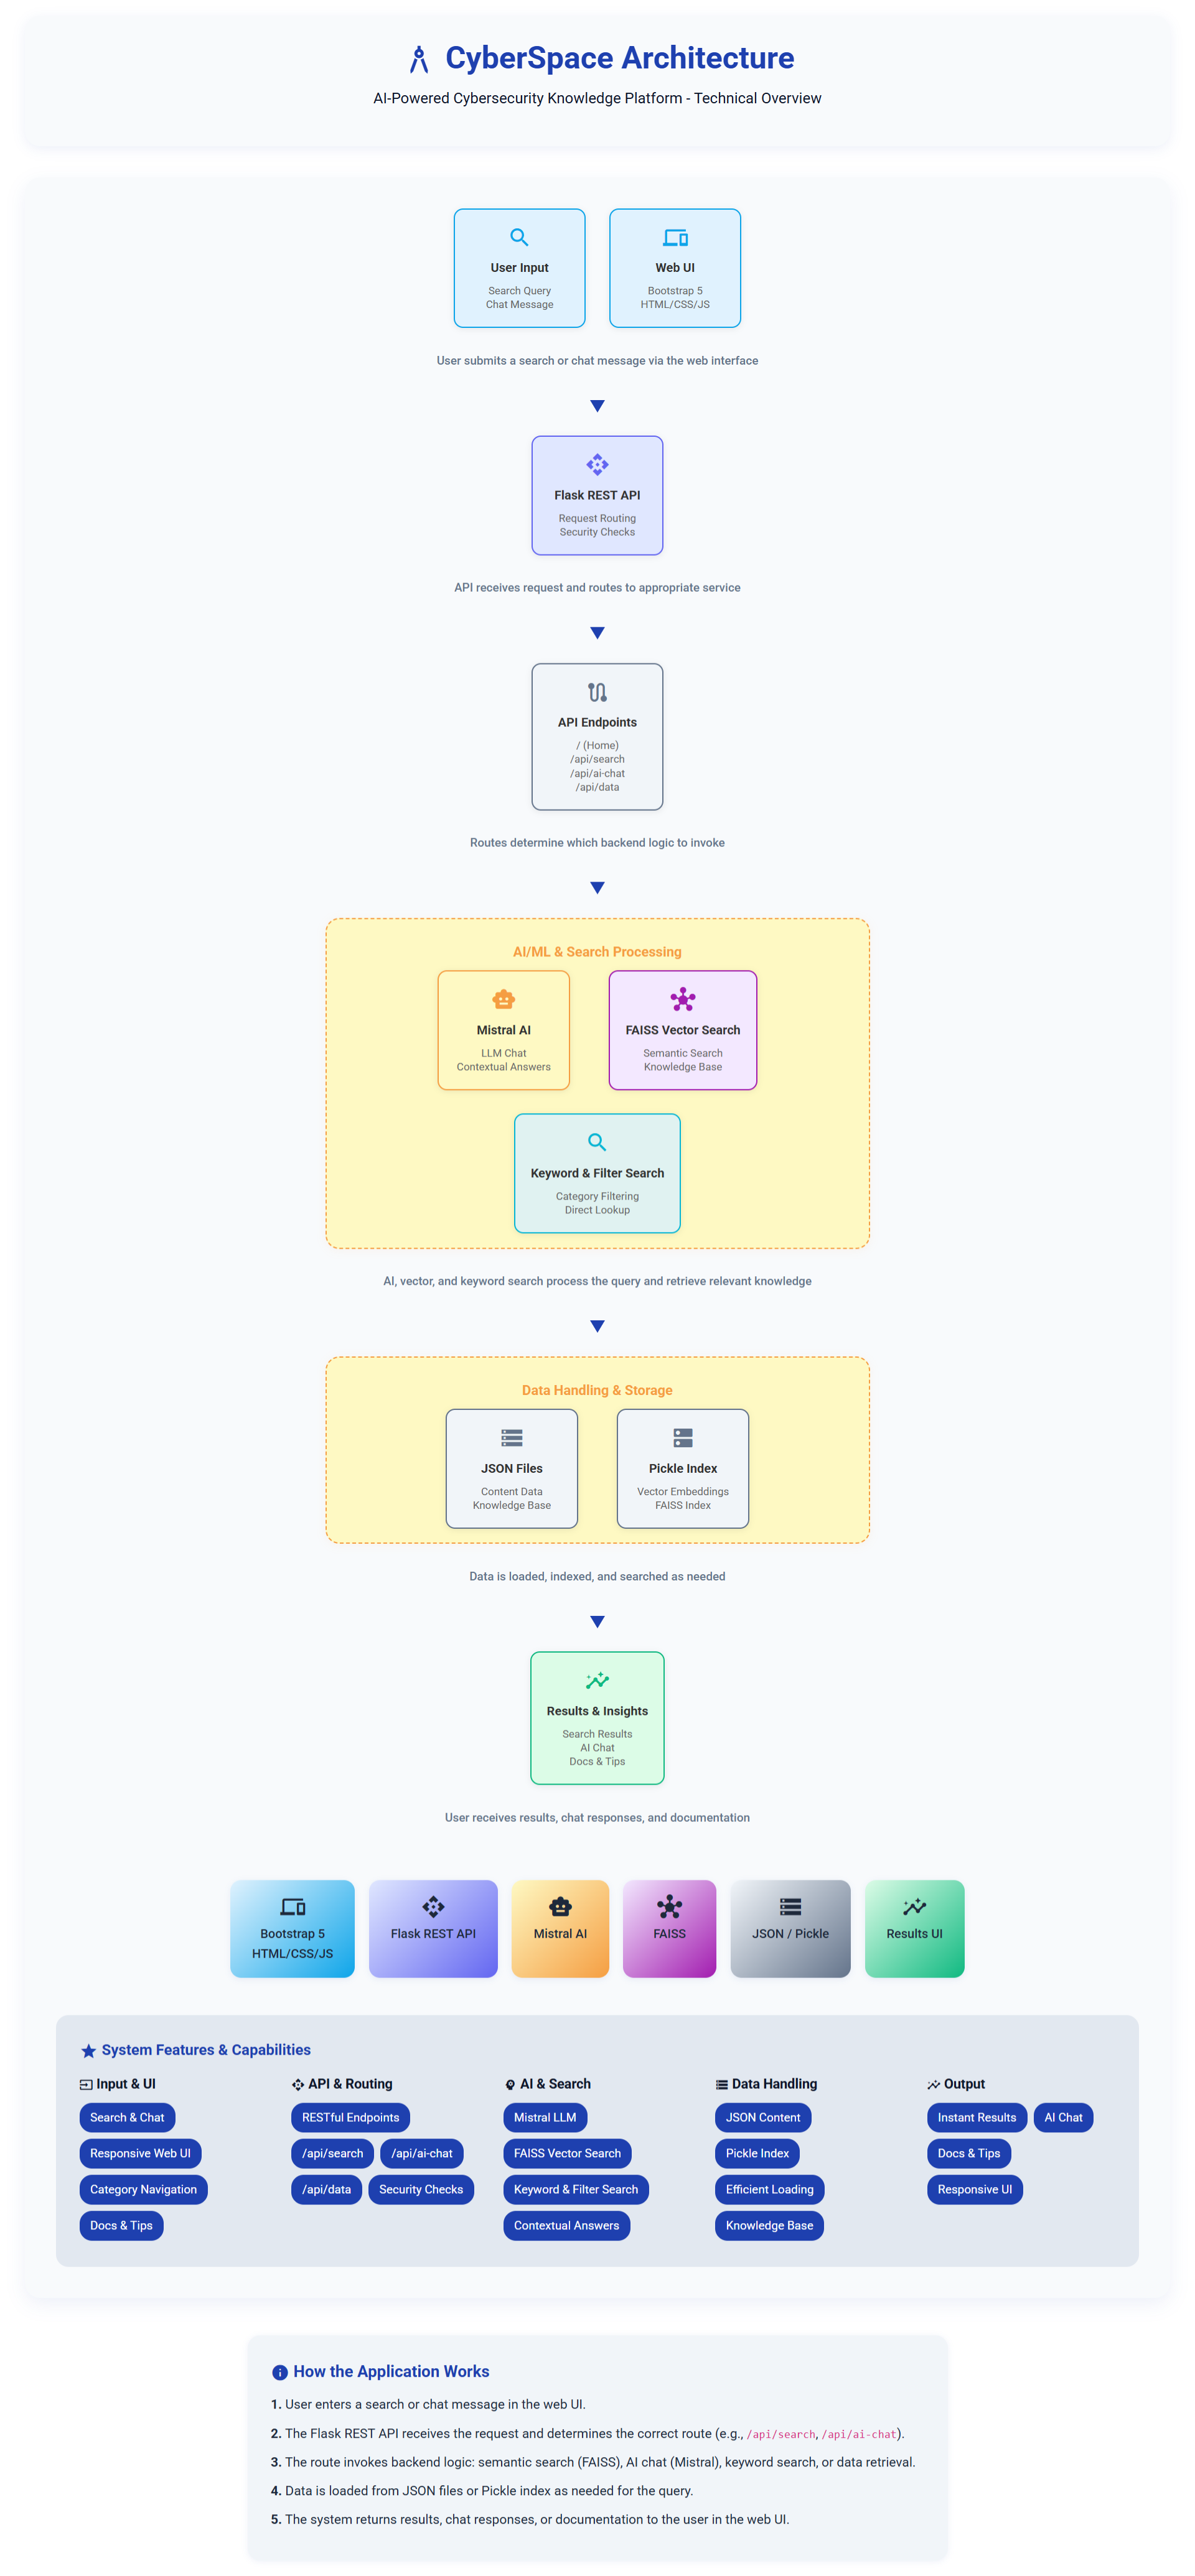 CyberSpace Architecture
AI-Powered Cybersecurity Knowledge Platform - Technical Overview
User Input
Search Query
Chat Message
Web UI
Bootstrap 5
HTML/CSS/JS
User submits a search or chat message via the web interface
Flask REST API
Request Routing
Security Checks
API receives request and routes to appropriate service
API Endpoints
/ (Home)
/api/search
/api/ai-chat
/api/data
Routes determine which backend logic to invoke
AI/ML & Search Processing
Mistral AI
LLM Chat
Contextual Answers
FAISS Vector Search
Semantic Search
Knowledge Base
Keyword & Filter Search
Category Filtering
Direct Lookup
AI, vector, and keyword search process the query and retrieve relevant knowledge
Data Handling & Storage
JSON Files
Content Data
Knowledge Base
Pickle Index
Vector Embeddings
FAISS Index
Data is loaded, indexed, and searched as needed
Results & Insights
Search Results
AI Chat
Docs & Tips
User receives results, chat responses, and documentation
Bootstrap 5
HTML/CSS/JS
Flask REST API
Mistral AI
FAISS
JSON / Pickle
Results UI
System Features & Capabilities
Input & UI
Search & Chat
Responsive Web UI
Category Navigation
Docs & Tips
API & Routing
RESTful Endpoints
/api/search /api/ai-chat
/api/data Security Checks
AI & Search
Mistral LLM
FAISS Vector Search
Keyword & Filter Search
Contextual Answers
Data Handling
JSON Content
Pickle Index
Efficient Loading
Knowledge Base
Output
Instant Results AI Chat
Docs & Tips
Responsive UI
How the Application Works
1. User enters a search or chat message in the web UI.
2. The Flask REST API receives the request and determines the correct route (e.g., /api/search, /api/ai-chat).
3. The route invokes backend logic: semantic search (FAISS), AI chat (Mistral), keyword search, or data retrieval.
4. Data is loaded from JSON files or Pickle index as needed for the query.
5. The system returns results, chat responses, or documentation to the user in the web UI.